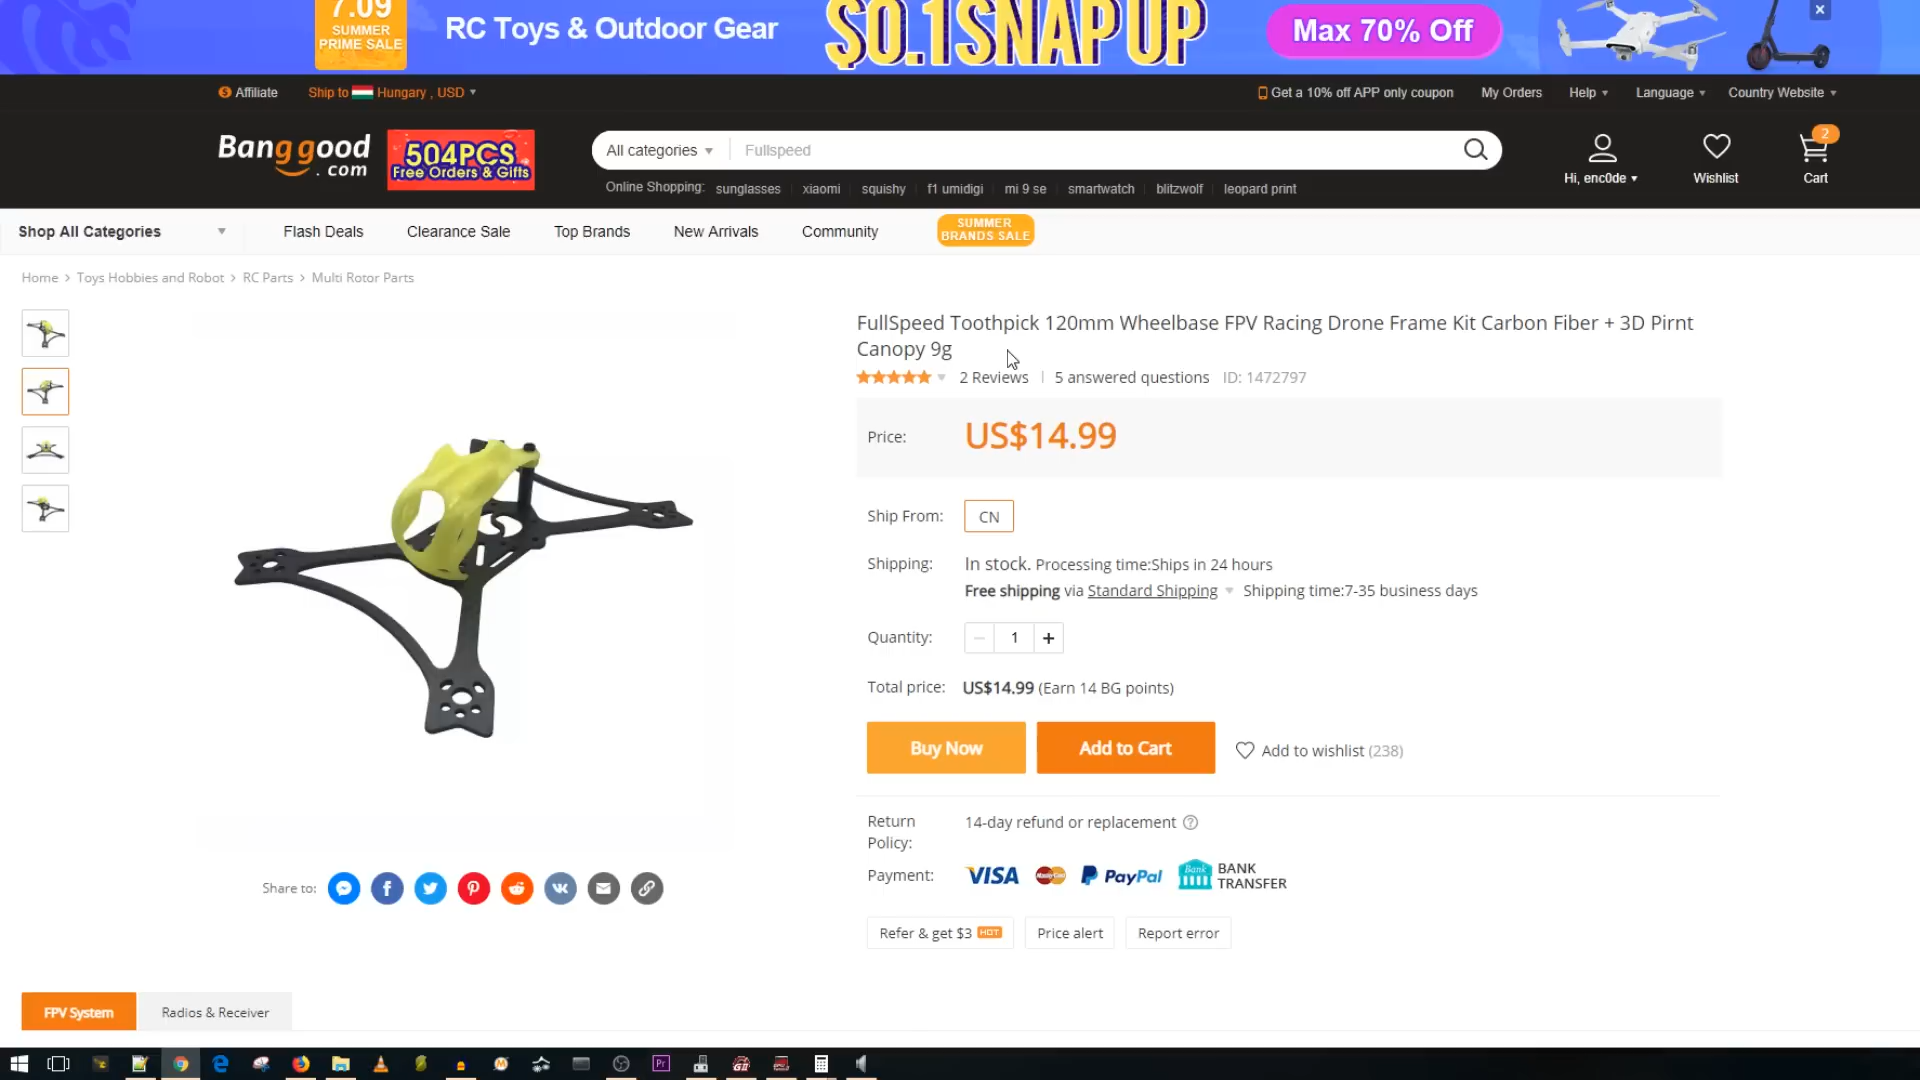 7.09
SUMMER
PRIME SALE
RC Toys & Outdoor Gear
$0.1SNAP UP
Max 70% Off
x
Affiliate
Ship to Hungary , USD
Get a 10% off APP only coupon
My Orders
Help
Language
Country Website
Banggood
.com
504PCS
Free Orders & Gifts
All categories
Fullspeed
Hi, enc0de
Wishlist
2
Cart
Online Shopping: sunglasses xiaomi squishy f1 umidigi mi 9 se smartwatch blitzwolf leopard print
Shop All Categories
Flash Deals
Clearance Sale
Top Brands
New Arrivals
Community
SUMMER
BRANDS SALE
Home > Toys Hobbies and Robot > RC Parts > Multi Rotor Parts
FullSpeed Toothpick 120mm Wheelbase FPV Racing Drone Frame Kit Carbon Fiber + 3D Pirnt
Canopy 9g
2 Reviews | 5 answered questions ID: 1472797
Price: US$14.99
Ship From: CN
Shipping: In stock. Processing time:Ships in 24 hours
Free shipping via Standard Shipping Shipping time:7-35 business days
Quantity: − 1 +
Total price: US$14.99 (Earn 14 BG points)
Buy Now
Add to Cart
Add to wishlist (238)
Return
Policy:
14-day refund or replacement ?
Payment: VISA MasterCard PayPal Bank BANK
TRANSFER
Share to:
Refer & get $3 HOT
Price alert
Report error
FPV System
Radios & Receiver
Pr